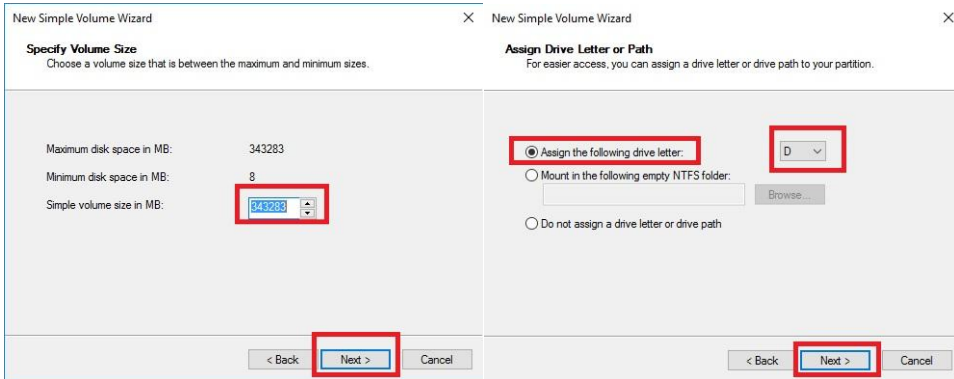 New Simple Volume Wizard
Specify Volume Size
Choose a volume size that is between the maximum and minimum sizes.
Maximum disk space in MB: 343283
Minimum disk space in MB: 8
Simple volume size in MB: 343283
< Back Next > Cancel
New Simple Volume Wizard
Assign Drive Letter or Path
For easier access, you can assign a drive letter or drive path to your partition.
Assign the following drive letter: D
Mount in the following empty NTFS folder:
Browse...
Do not assign a drive letter or drive path
< Back Next > Cancel